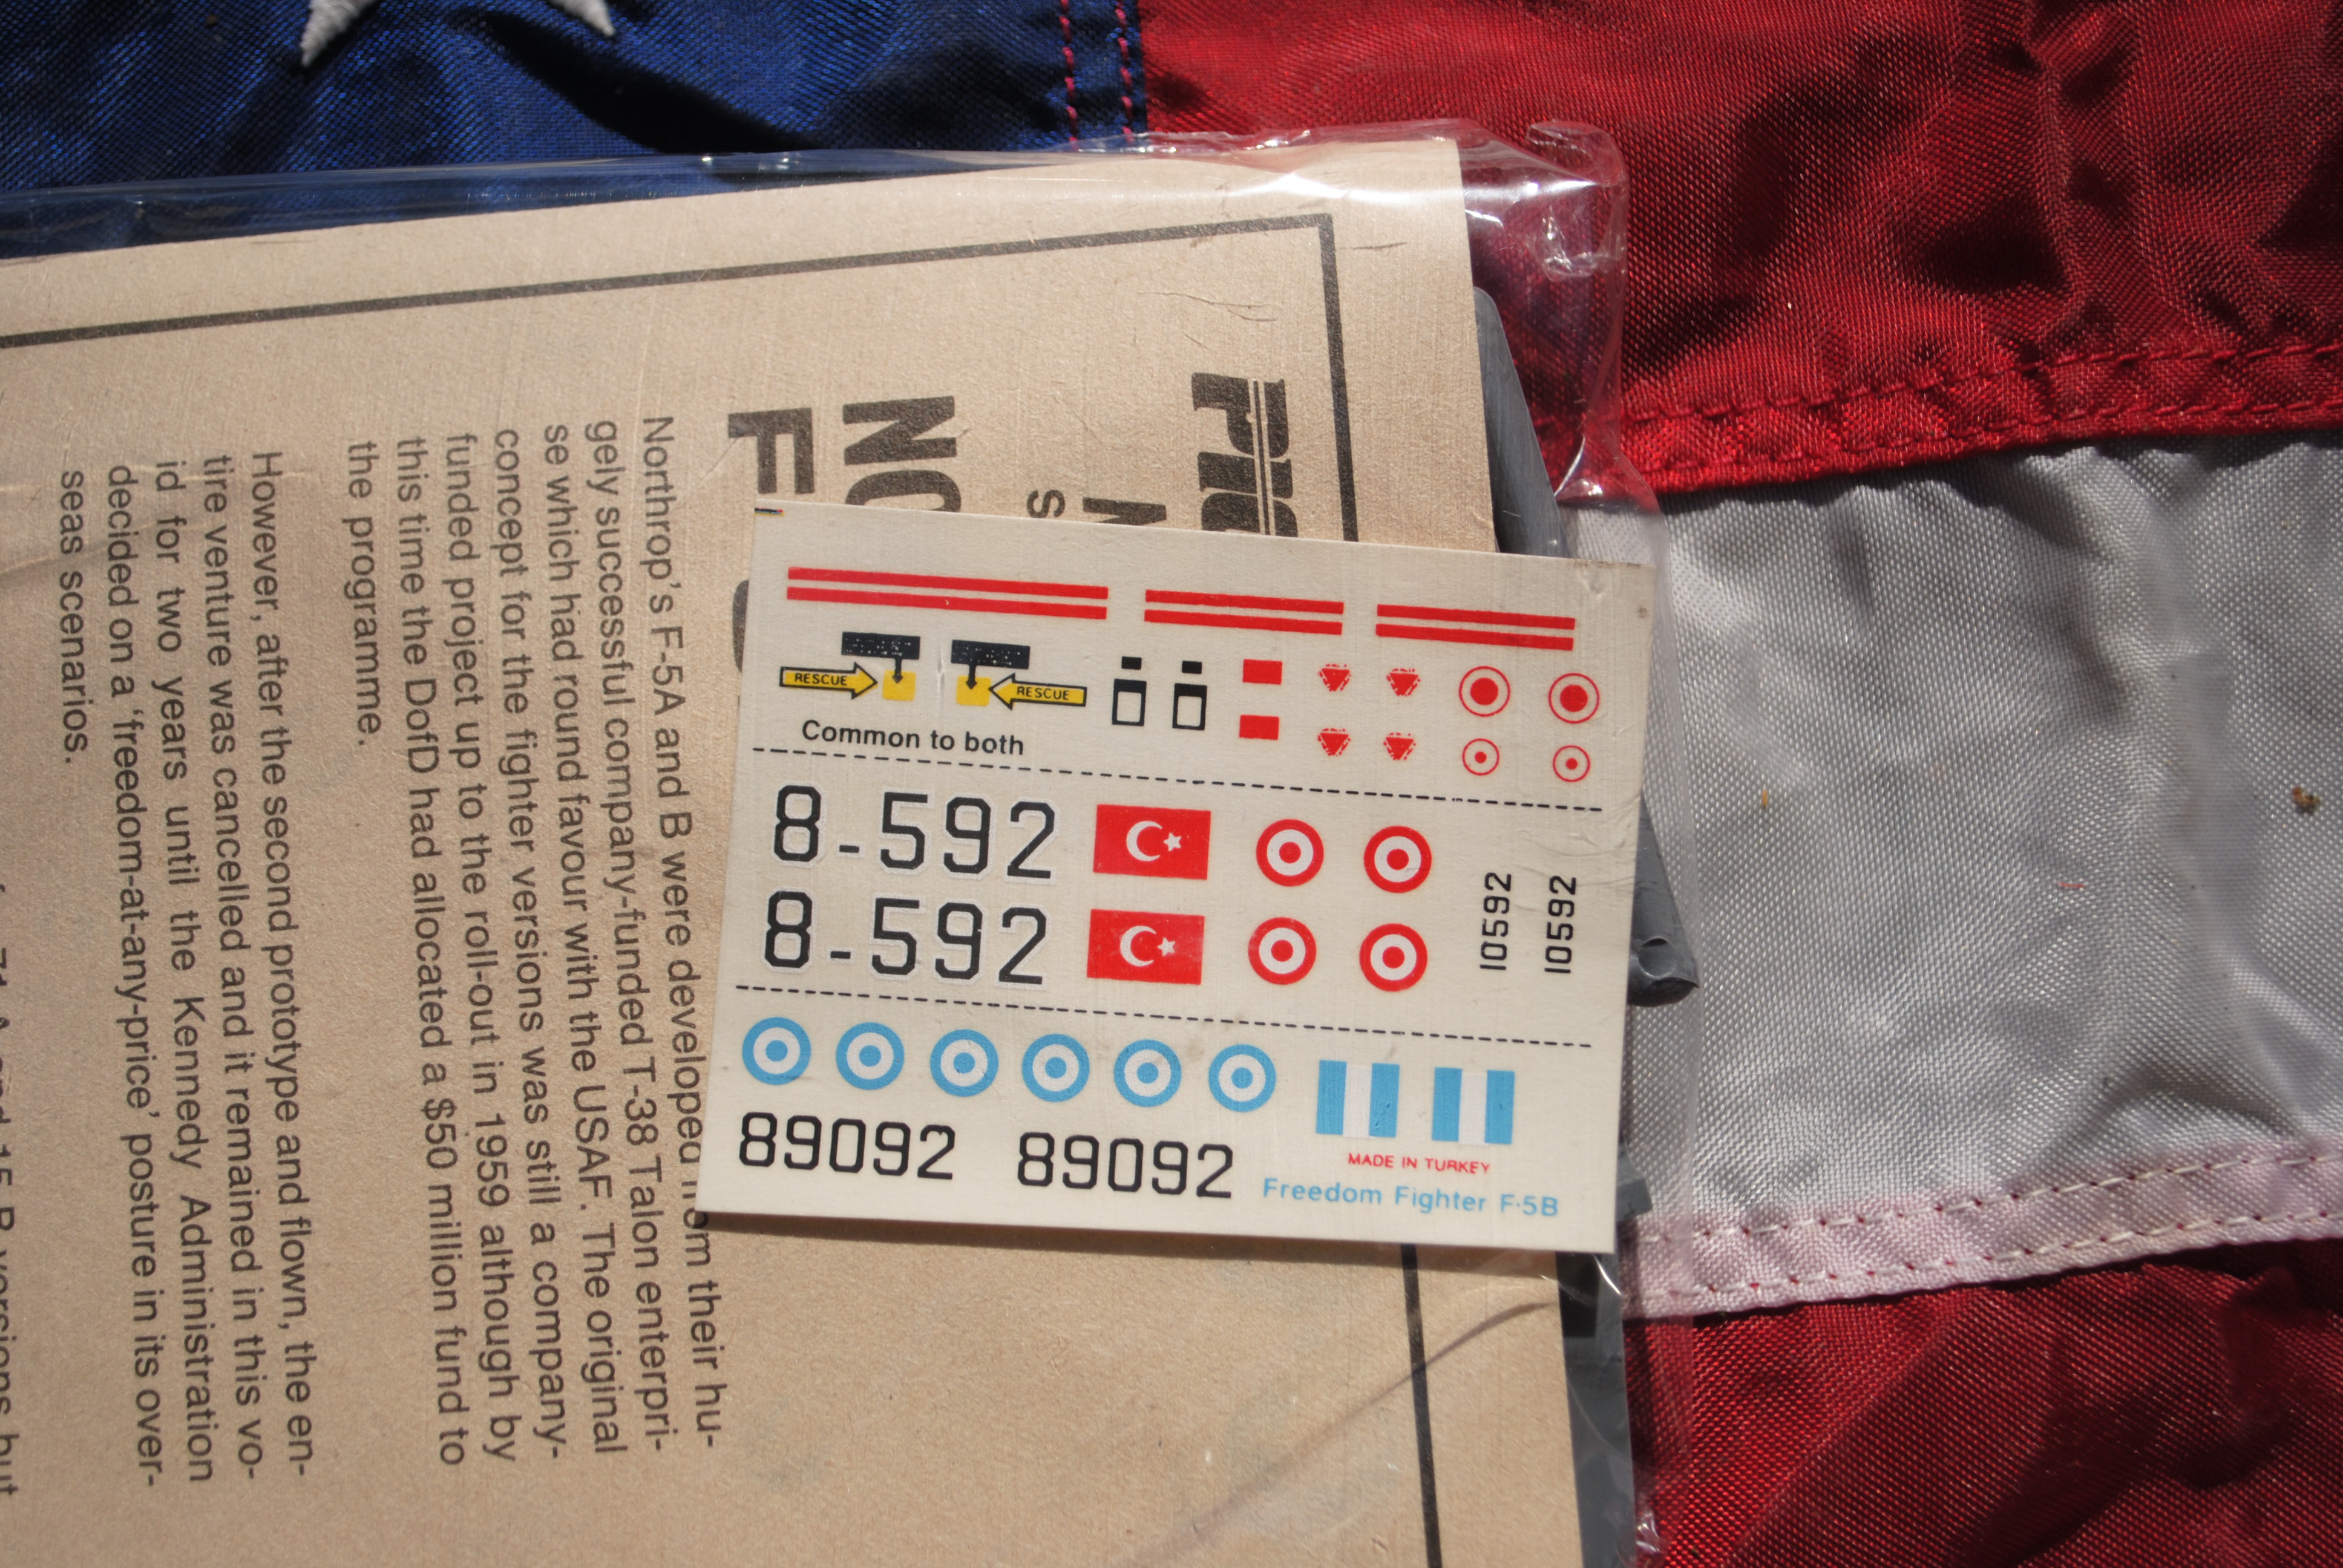 RESCUE
RESCUE
Common to both
8-592
8-592
10592
10592
89092
89092
MADE IN TURKEY
Freedom Fighter F-5B
Northrop's F-5A and B were developed from their hu-
gely successful company-funded T-38 Talon enterpri-
se which had round favour with the USAF. The original
concept for the fighter versions was still a company-
funded project up to the roll-out in 1959 although by
this time the DofD had allocated a $50 million fund to
the programme.
However, after the second prototype and flown, the en-
tire venture was cancelled and it remained in this vo-
id for two years until the Kennedy Administration
decided on a 'freedom-at-any-price' posture in its over-
seas scenarios.